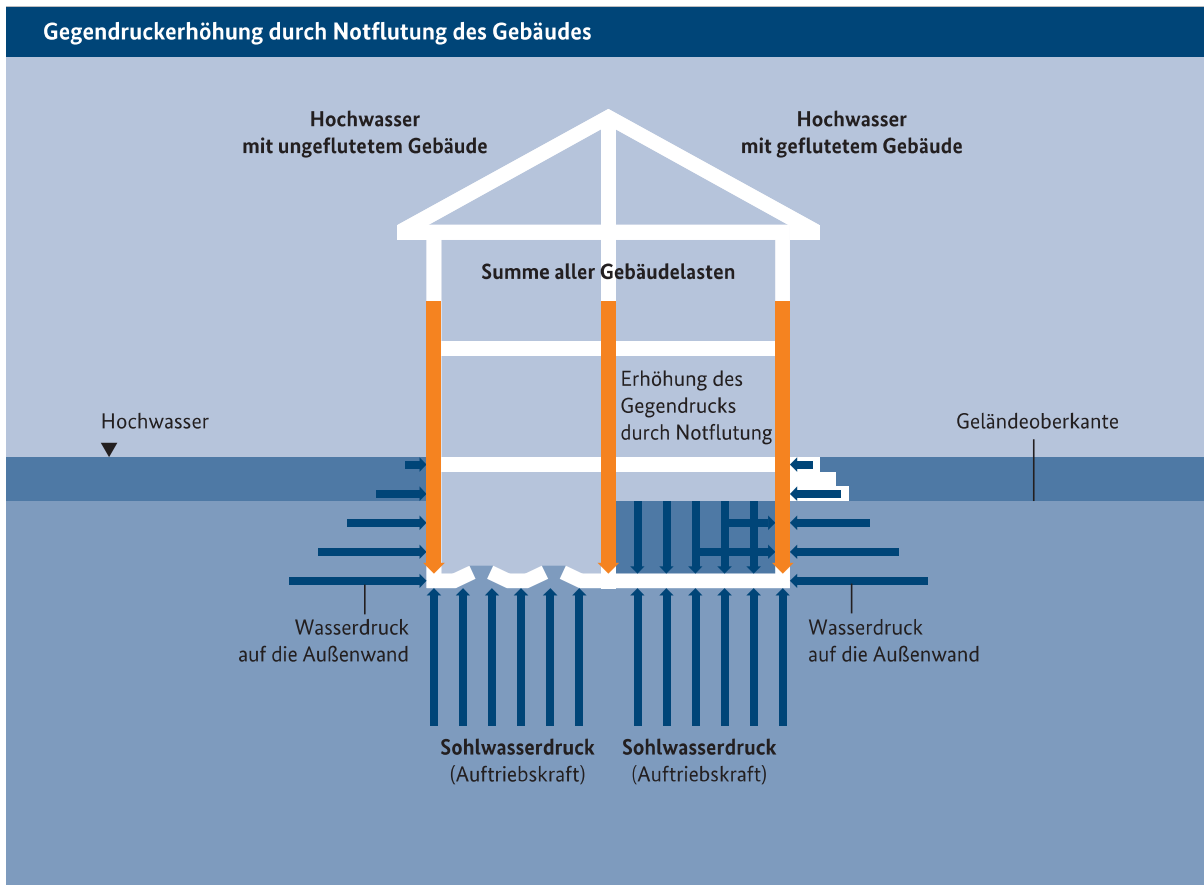 Gegendruckerhöhung durch Notflutung des Gebäudes
Hochwasser
mit ungeflutetem Gebäude
Hochwasser
mit geflutetem Gebäude
Summe aller Gebäudelasten
Erhöhung des
Gegendrucks
durch Notflutung
Hochwasser
Geländeoberkante
Wasserdruck
auf die Außenwand
Wasserdruck
auf die Außenwand
Sohlwasserdruck
(Auftriebskraft)
Sohlwasserdruck
(Auftriebskraft)